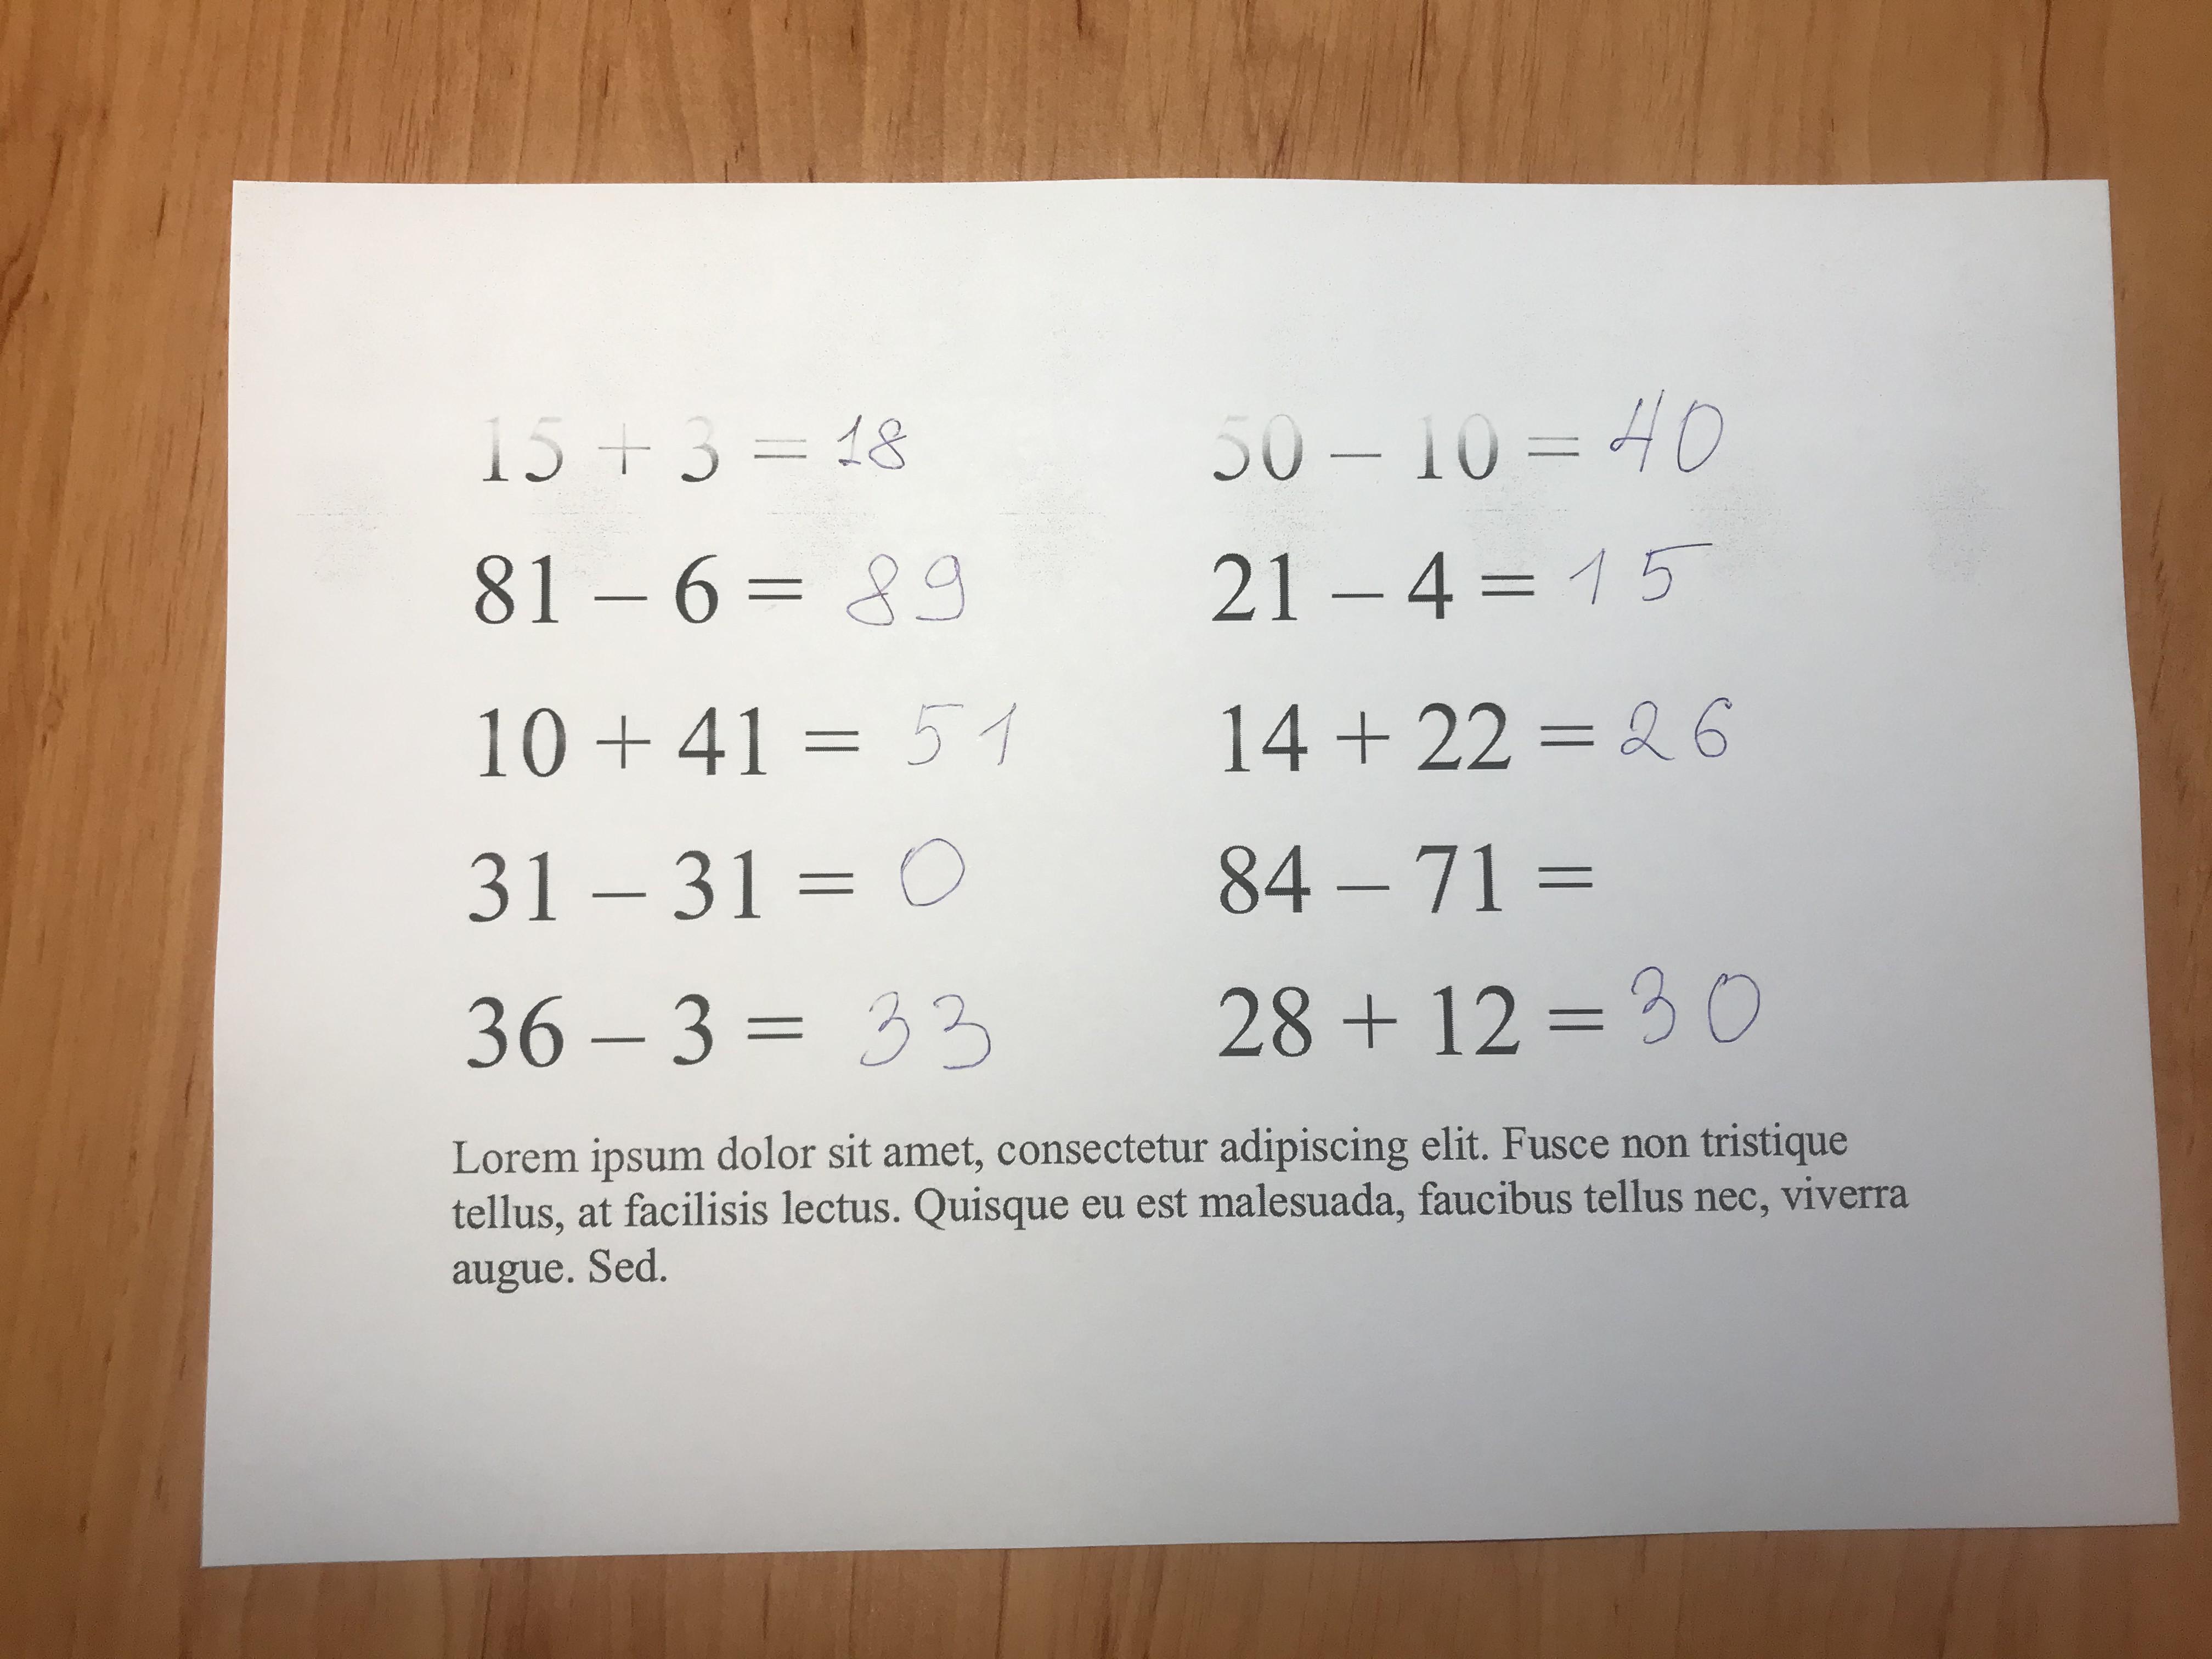 15 + 3 = 18 50 – 10 = 40
81 – 6 = 89 21 – 4 = 15
10 + 41 = 51 14 + 22 = 26
31 – 31 = 0 84 – 71 =
36 – 3 = 33 28 + 12 = 30
Lorem ipsum dolor sit amet, consectetur adipiscing elit. Fusce non tristique
tellus, at facilisis lectus. Quisque eu est malesuada, faucibus tellus nec, viverra
augue. Sed.